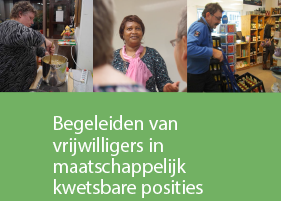 Begeleiden van
vrijwilligers in
maatschappelijk
kwetsbare posities